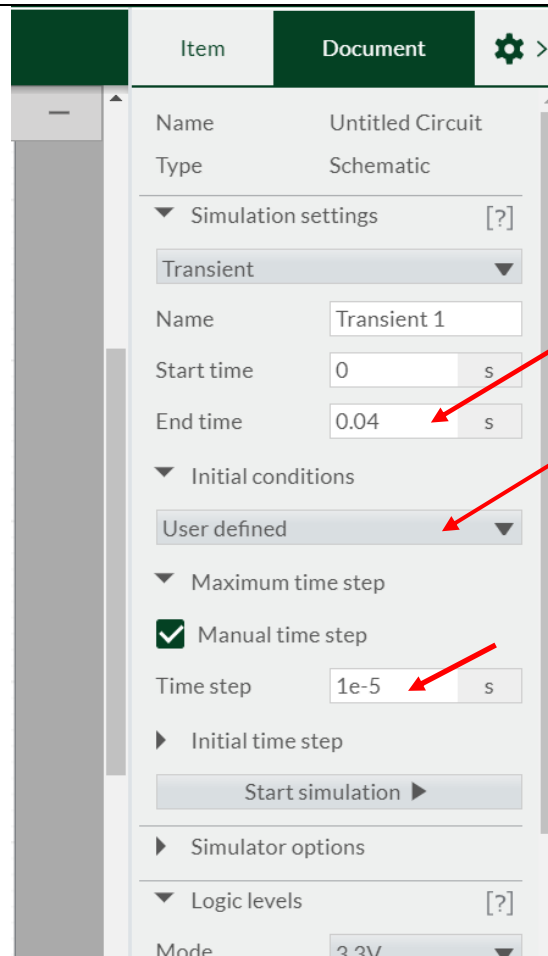 Item Document
Name Untitled Circuit
Type Schematic
Simulation settings [?]
Transient
Name Transient 1
Start time 0 s
End time 0.04 s
Initial conditions
User defined
Maximum time step
Manual time step
Time step 1e-5 s
Initial time step
Start simulation
Simulator options
Logic levels [?]
Mode 3.3V